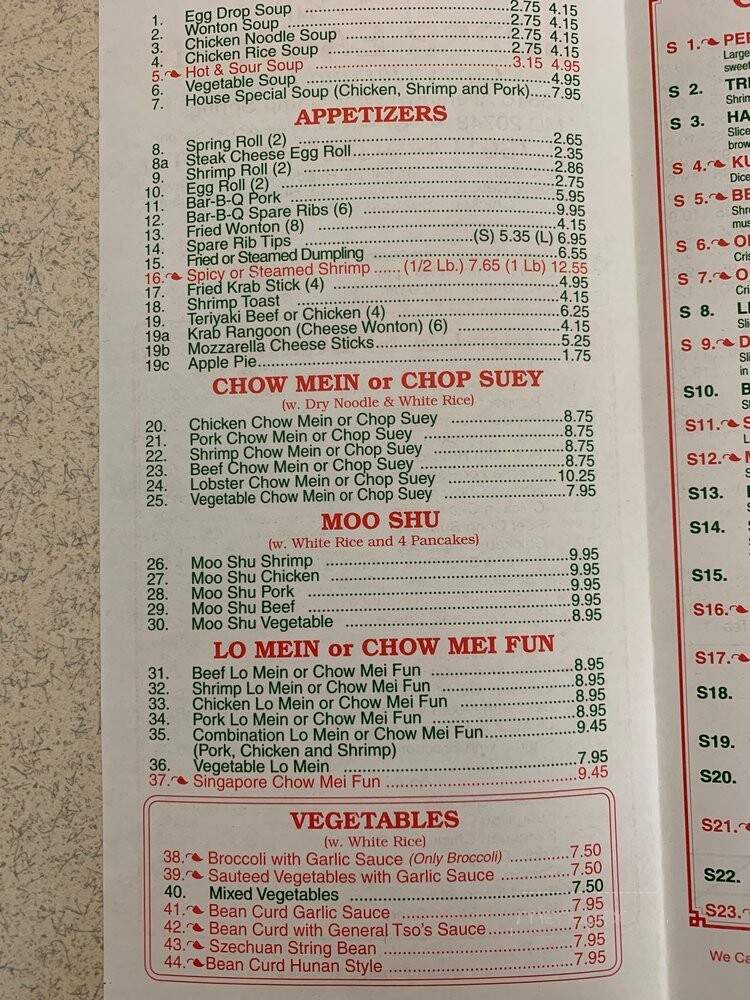 1. Egg Drop Soup ..... 2.75 4.15
2. Wonton Soup ..... 2.75 4.15
3. Chicken Noodle Soup ..... 2.75 4.15
4. Chicken Rice Soup ..... 2.75 4.15
5. Hot & Sour Soup ..... 3.15 4.95
6. Vegetable Soup ..... 4.95
7. House Special Soup (Chicken, Shrimp and Pork)..... 7.95
APPETIZERS
8. Spring Roll (2) ..... 2.65
8a Steak Cheese Egg Roll..... 2.35
9. Shrimp Roll (2) ..... 2.86
10. Egg Roll (2) ..... 2.75
11. Bar-B-Q Pork ..... 5.95
12. Bar-B-Q Spare Ribs (6) ..... 9.95
13. Fried Wonton (8) ..... 4.15
14. Spare Rib Tips ..... (S) 5.35 (L) 6.95
15. Fried or Steamed Dumpling ..... 6.55
16. Spicy or Steamed Shrimp ..... (1/2 Lb.) 7.65 (1 Lb) 12.55
17. Fried Krab Stick (4) ..... 4.95
18. Shrimp Toast ..... 4.15
19. Teriyaki Beef or Chicken (4) ..... 6.25
19a Krab Rangoon (Cheese Wonton) (6) ..... 4.15
19b Mozzarella Cheese Sticks..... 5.25
19c Apple Pie..... 1.75
CHOW MEIN or CHOP SUEY
(w. Dry Noodle & White Rice)
20. Chicken Chow Mein or Chop Suey ..... 8.75
21. Pork Chow Mein or Chop Suey ..... 8.75
22. Shrimp Chow Mein or Chop Suey ..... 8.75
23. Beef Chow Mein or Chop Suey ..... 8.75
24. Lobster Chow Mein or Chop Suey ..... 10.25
25. Vegetable Chow Mein or Chop Suey ..... 7.95
MOO SHU
(w. White Rice and 4 Pancakes)
26. Moo Shu Shrimp ..... 9.95
27. Moo Shu Chicken ..... 9.95
28. Moo Shu Pork ..... 9.95
29. Moo Shu Beef ..... 9.95
30. Moo Shu Vegetable ..... 8.95
LO MEIN or CHOW MEI FUN
31. Beef Lo Mein or Chow Mei Fun ..... 8.95
32. Shrimp Lo Mein or Chow Mei Fun ..... 8.95
33. Chicken Lo Mein or Chow Mei Fun ..... 8.95
34. Pork Lo Mein or Chow Mei Fun ..... 8.95
35. Combination Lo Mein or Chow Mei Fun..... 9.45
(Pork, Chicken and Shrimp)
36. Vegetable Lo Mein ..... 7.95
37. Singapore Chow Mei Fun ..... 9.45
VEGETABLES
(w. White Rice)
38. Broccoli with Garlic Sauce (Only Broccoli) ..... 7.50
39. Sauteed Vegetables with Garlic Sauce ..... 7.50
40. Mixed Vegetables ..... 7.50
41. Bean Curd Garlic Sauce ..... 7.95
42. Bean Curd with General Tso's Sauce..... 7.95
43. Szechuan String Bean ..... 7.95
44. Bean Curd Hunan Style ..... 7.95
S 1.
Large
S 2.
S 3.
S 4.
S 5.
S 6.
S 7.
S 8.
S 9.
in
S10.
S11.
S12.
S13.
S14.
S15.
S16.
S17.
S18.
S19.
S20.
S21.
S22.
S23.
We